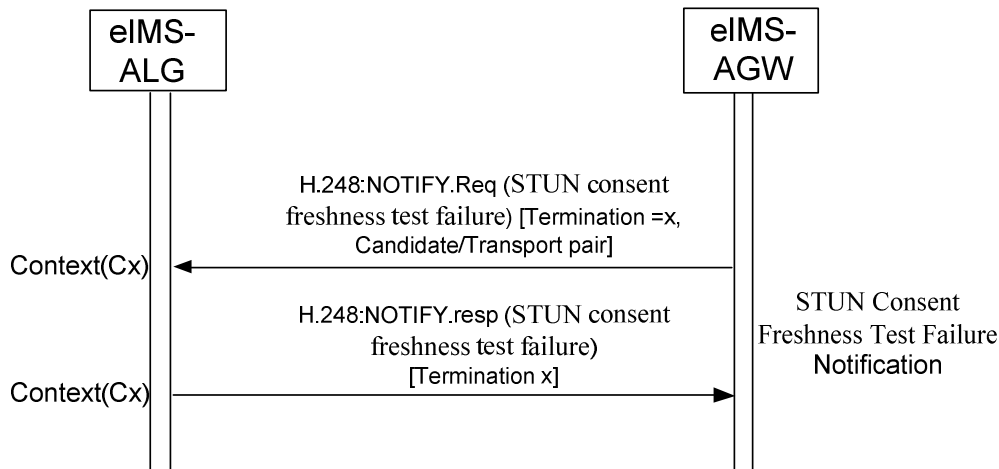 eIMS-
ALG
eIMS-
AGW
H.248:NOTIFY.Req (STUN consent
freshness test failure) [Termination =x,
Candidate/Transport pair]
Context(Cx)
H.248:NOTIFY.resp (STUN consent
freshness test failure)
[Termination x]
Context(Cx)
STUN Consent
Freshness Test Failure
Notification